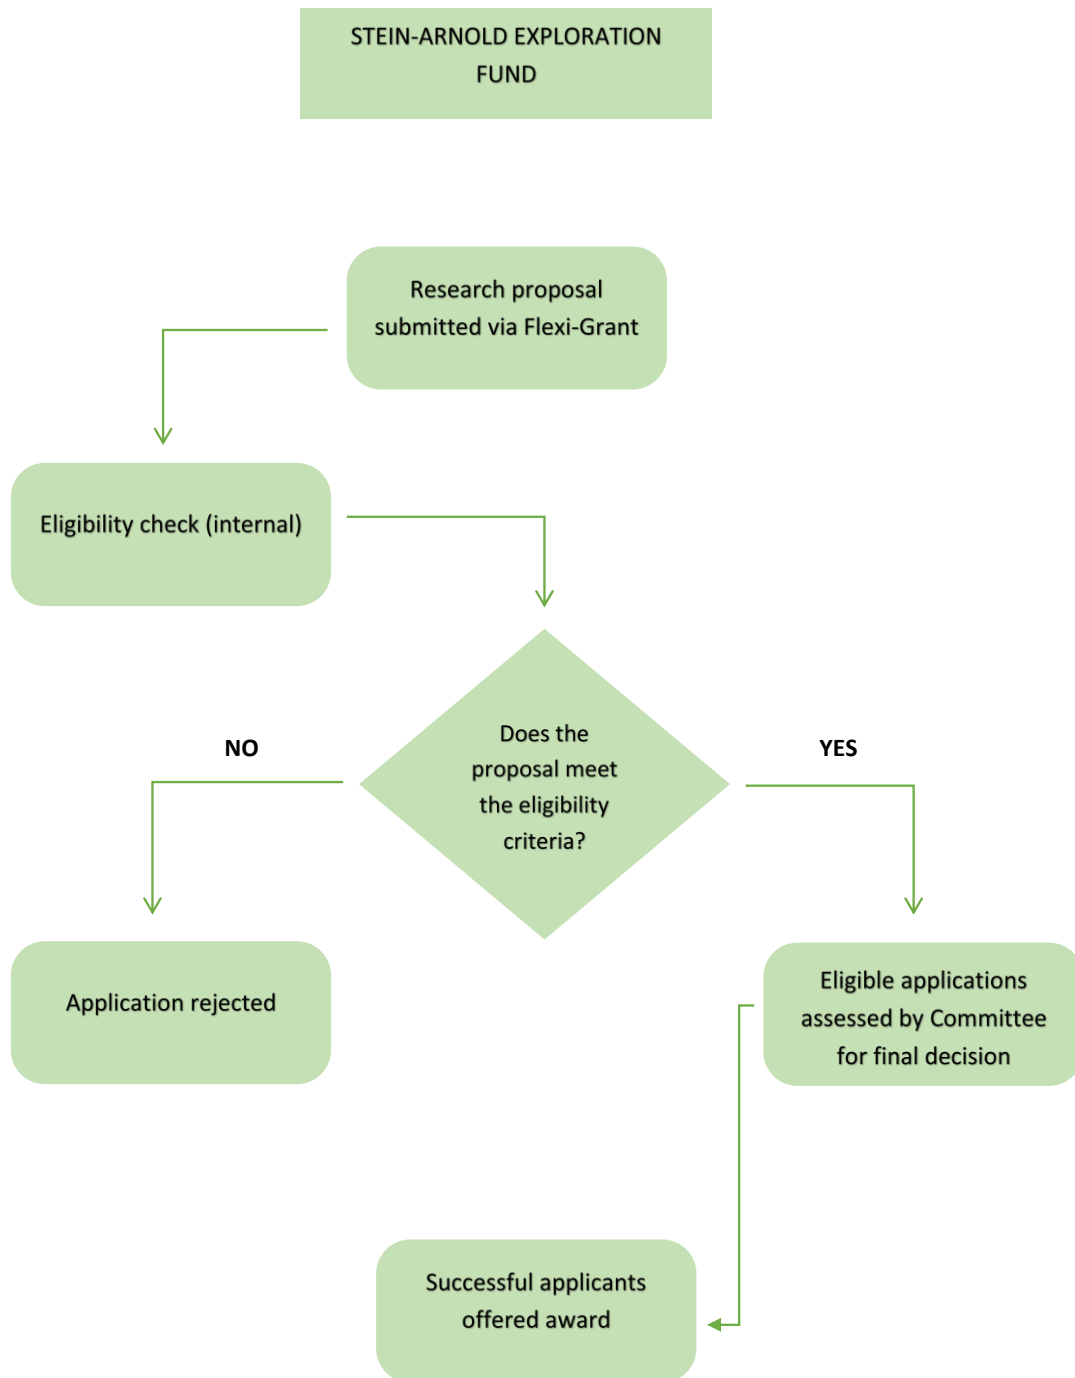 STEIN-ARNOLD EXPLORATION
FUND
Research proposal
submitted via Flexi-Grant
Eligibility check (internal)
Does the
proposal meet
the eligibility
criteria?
NO
YES
Application rejected
Eligible applications
assessed by Committee
for final decision
Successful applicants
offered award